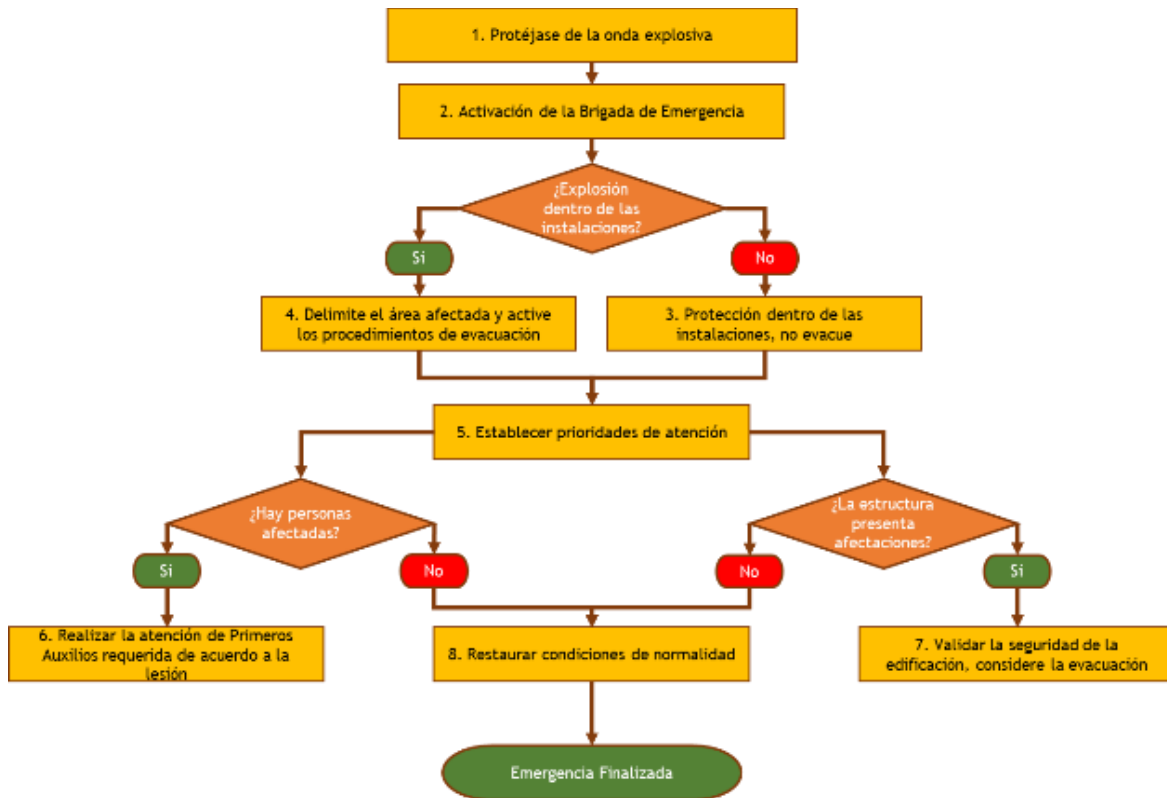 1. Protéjase de la onda explosiva
2. Activación de la Brigada de Emergencia
¿Explosión
dentro de las
instalaciones?
Si
No
4. Delimite el área afectada y active
los procedimientos de evacuación
3. Protección dentro de las
instalaciones, no evacue
5. Establecer prioridades de atención
¿Hay personas
afectadas?
¿La estructura
presenta
afectaciones?
Si
No
No
Si
6. Realizar la atención de Primeros
Auxilios requerida de acuerdo a la
lesión
8. Restaurar condiciones de normalidad
7. Validar la seguridad de la
edificación, considere la evacuación
Emergencia Finalizada